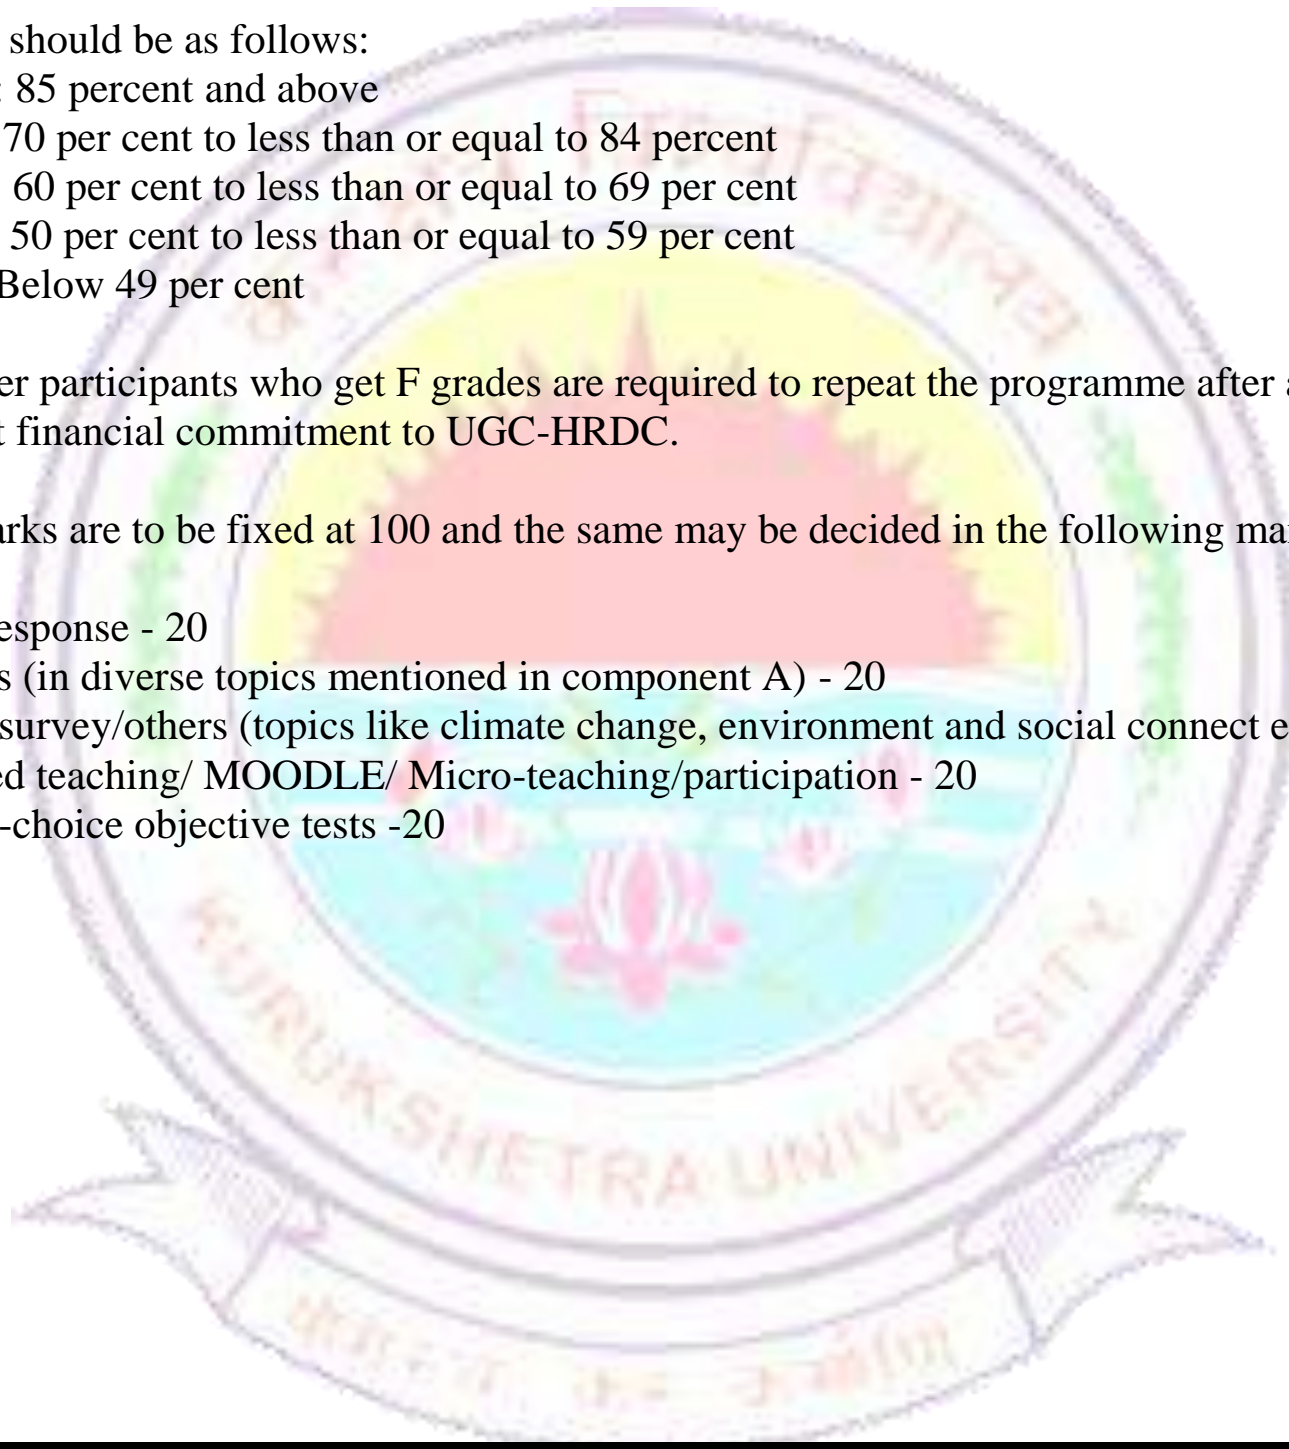 should be as follows:
: 85 percent and above
70 per cent to less than or equal to 84 percent
60 per cent to less than or equal to 69 per cent
50 per cent to less than or equal to 59 per cent
Below 49 per cent
er participants who get F grades are required to repeat the programme after a
t financial commitment to UGC-HRDC.
arks are to be fixed at 100 and the same may be decided in the following ma
esponse - 20
s (in diverse topics mentioned in component A) - 20
survey/others (topics like climate change, environment and social connect e
ed teaching/ MOODLE/ Micro-teaching/participation - 20
-choice objective tests -20
KURUKSHETRA UNIVERSITY